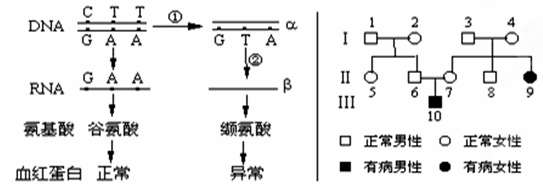 DNA C T T ① α
G A A G T A
②
RNA G A A β
氨基酸 谷氨酸 缬氨酸
血红蛋白 正常 异常
1 2 3 4
I
II
5 6 7 8 9
III
10
正常男性 正常女性
有病男性 有病女性